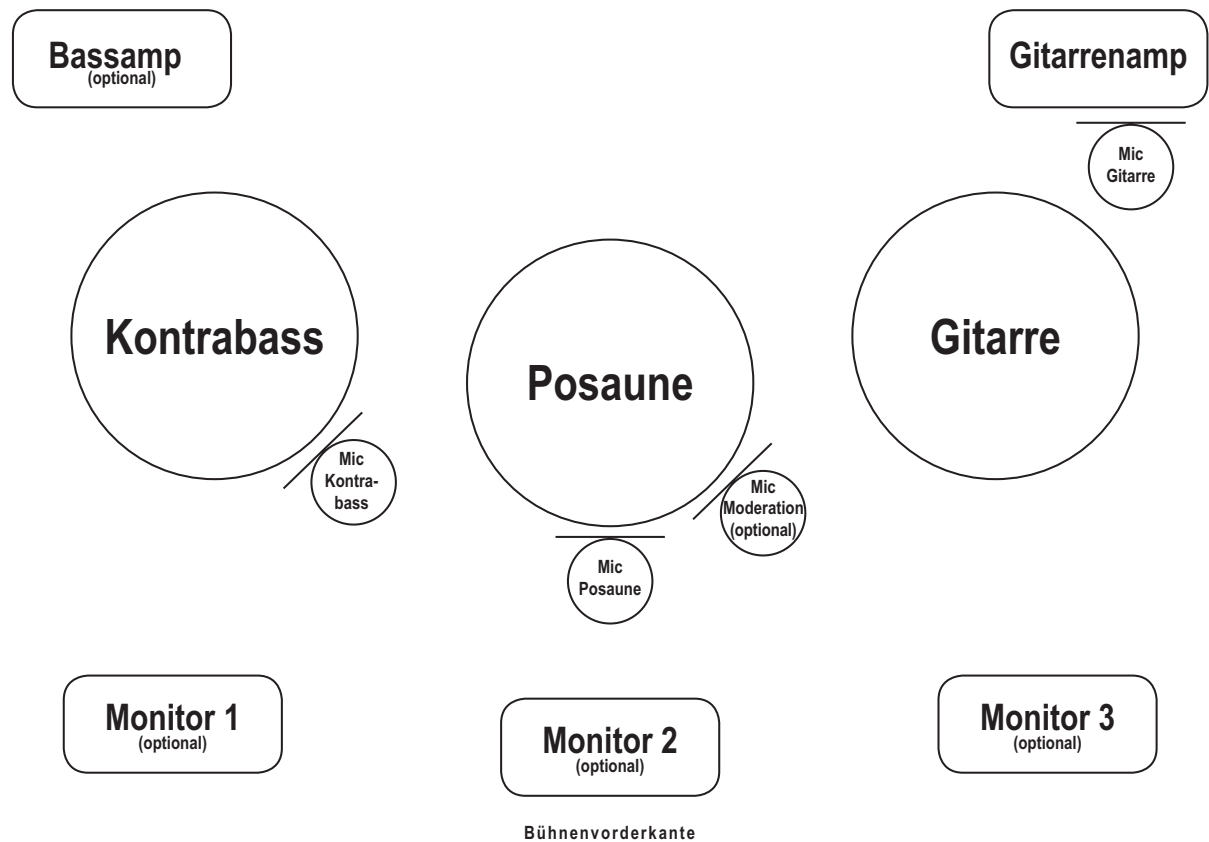 Bassamp
(optional)
Gitarrenamp
Mic
Gitarre
Kontrabass
Posaune
Gitarre
Mic
Kontra-
bass
Mic
Moderation
(optional)
Mic
Posaune
Monitor 1
(optional)
Monitor 2
(optional)
Monitor 3
(optional)
Bühnenvorderkante